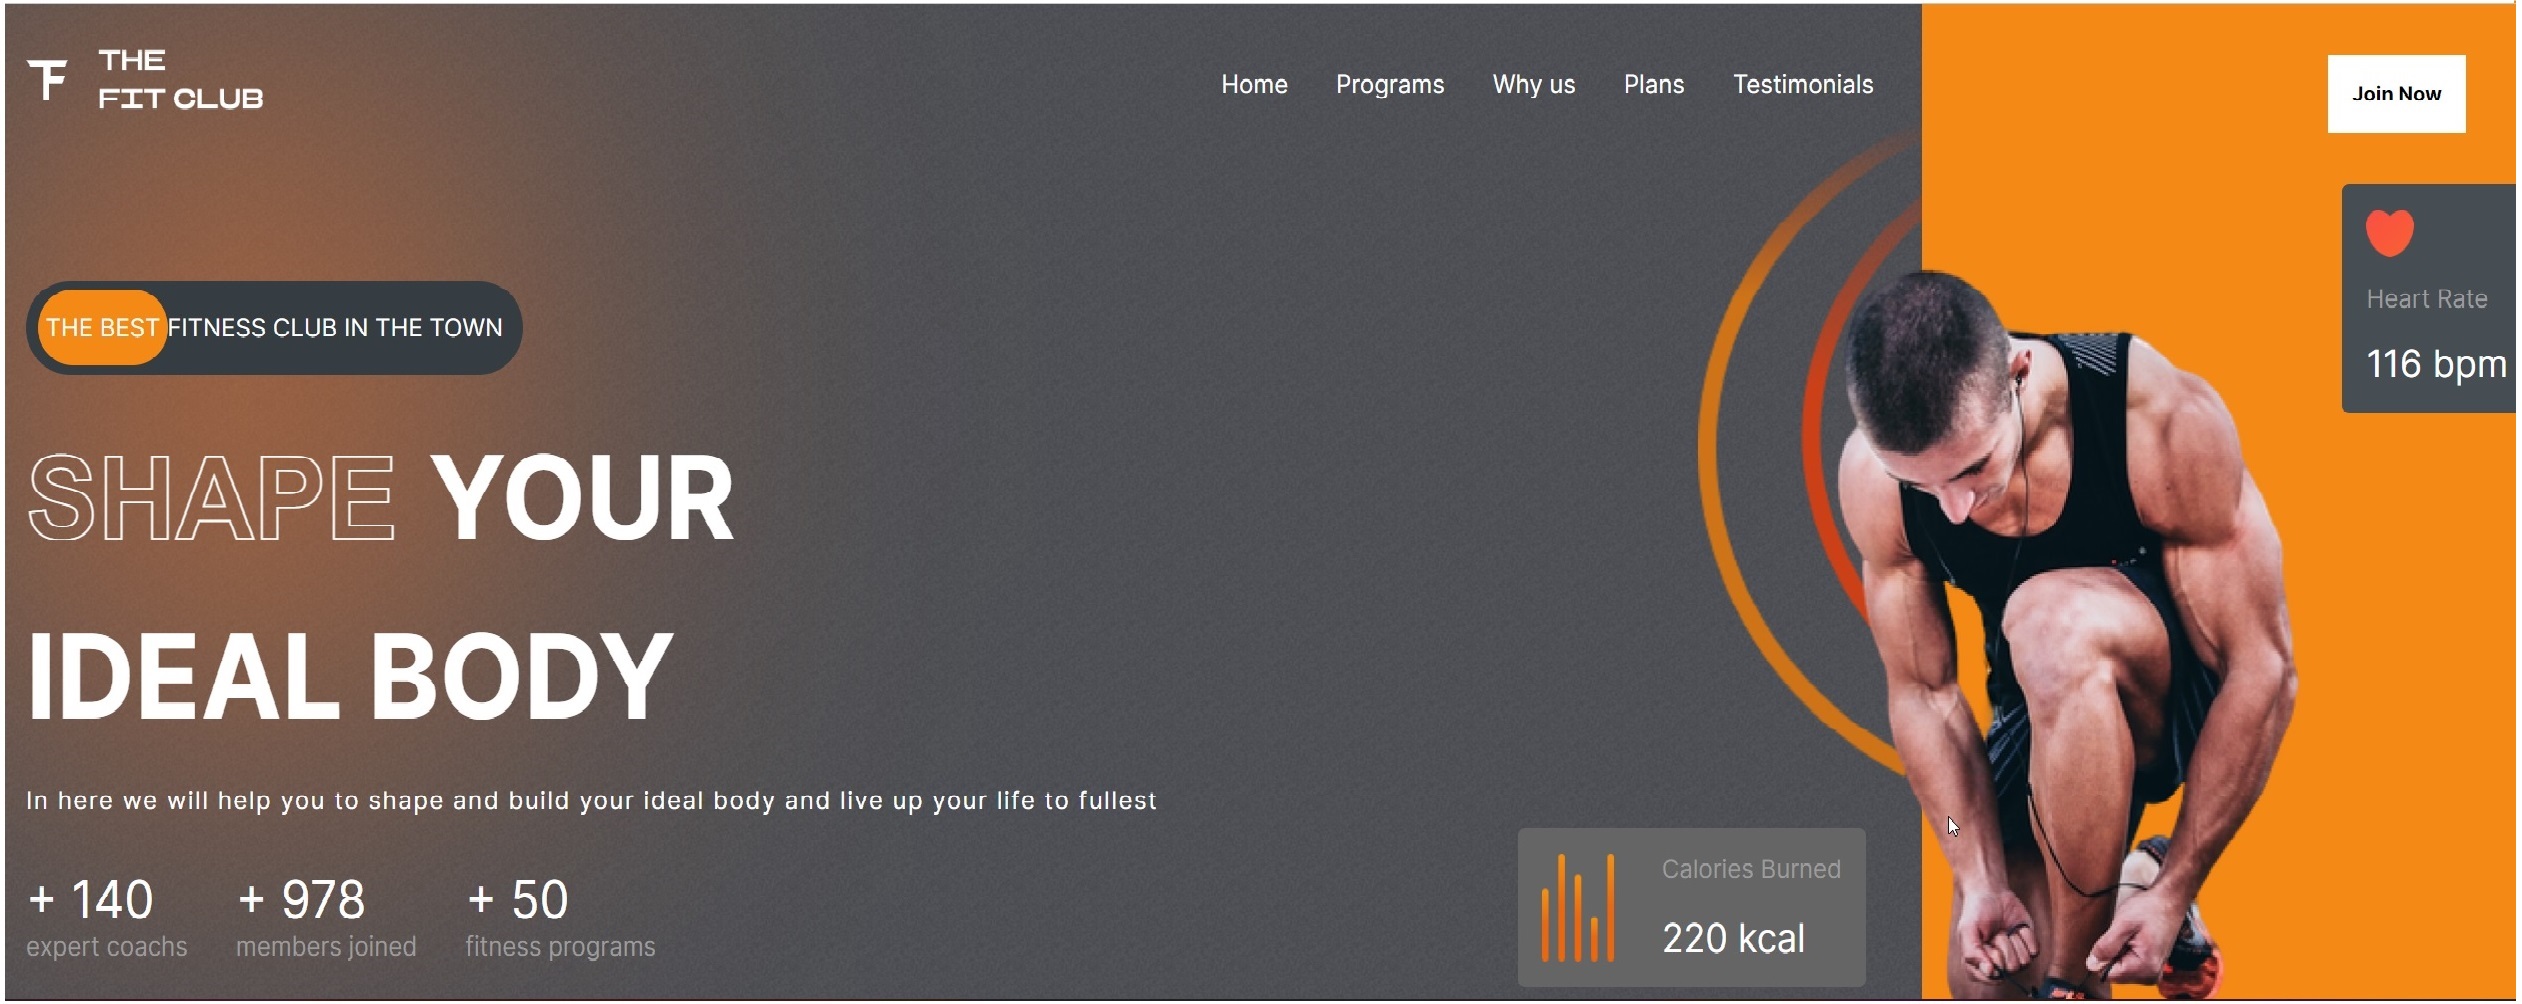 THE
FIT CLUB
Home Programs Why us Plans Testimonials
Join Now
THE BEST FITNESS CLUB IN THE TOWN
Heart Rate
116 bpm
SHAPE YOUR
IDEAL BODY
In here we will help you to shape and build your ideal body and live up your life to fullest
+ 140
expert coachs
+ 978
members joined
+ 50
fitness programs
Calories Burned
220 kcal